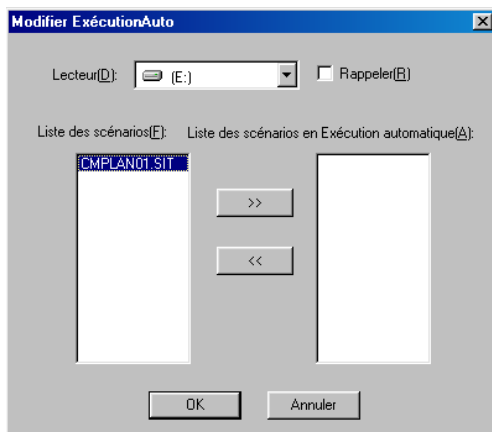 Modifier ExécutionAuto
Lecteur(D): (E:) Rappeler(R)
Liste des scénarios(F): Liste des scénarios en Exécution automatique(A):
CMPLAN01.SIT
>>
<<
OK Annuler